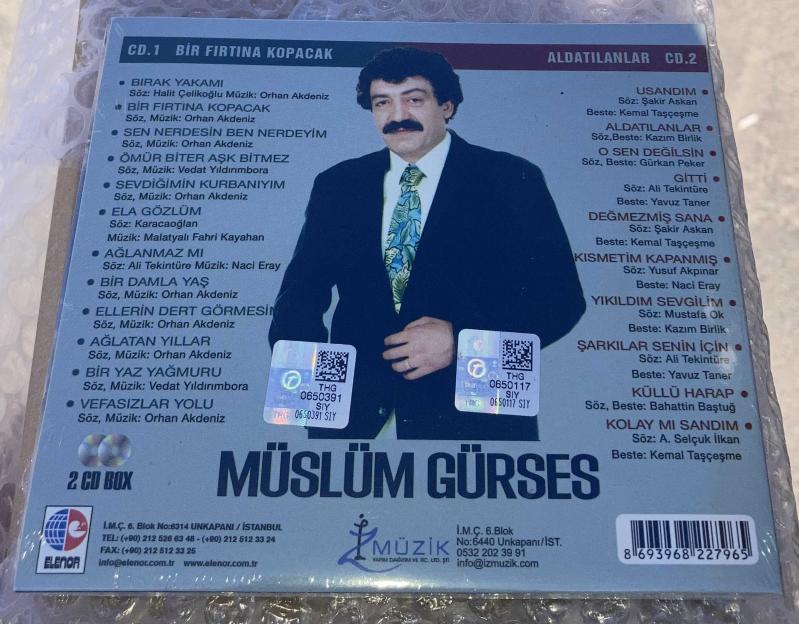 CD.1 BİR FIRTINA KOPACAK
BIRAK YAKAMI
Söz: Halit Çelikoğlu Müzik: Orhan Akdeniz
BİR FIRTINA KOPACAK
Söz, Müzik: Orhan Akdeniz
SEN NERDESİN BEN NERDEYİM
Söz, Müzik: Orhan Akdeniz
ÖMÜR BİTER AŞK BİTMEZ
Söz, Müzik: Vedat Yıldırımbora
SEVDİĞİMİN KURBANIYIM
Söz, Müzik: Orhan Akdeniz
ELA GÖZLÜM
Söz: Karacaoğlan
Müzik: Malatyalı Fahri Kayahan
AĞLANMAZ MI
Söz: Ali Tekintüre Müzik: Naci Eray
BİR DAMLA YAŞ
Söz, Müzik: Orhan Akdeniz
ELLERİN DERT GÖRMESİN
Söz, Müzik: Orhan Akdeniz
AĞLATAN YILLAR
Söz, Müzik: Orhan Akdeniz
BİR YAZ YAĞMURU
Söz, Müzik: Vedat Yıldırımbora
VEFASIZLAR YOLU
Söz, Müzik: Orhan Akdeniz
2 CD BOX
ALDATILANLAR CD.2
USANDIM
Söz: Şakir Askan
Beste: Kemal Taşçeşme
ALDATILANLAR
Söz,Beste: Kazım Birlik
O SEN DEĞİLSİN
Söz, Beste: Gürkan Peker
GİTTİ
Söz: Ali Tekintüre
Beste: Yavuz Taner
DEĞMEZMİŞ SANA
Söz: Şakir Askan
Beste: Kemal Taşçeşme
KISMETİM KAPANMIŞ
Söz: Yusuf Akpınar
Beste: Naci Eray
YIKILDIM SEVGİLİM
Söz: Mustafa Ok
Beste: Kazım Birlik
ŞARKILAR SENİN İÇİN
Söz: Ali Tekintüre
Beste: Yavuz Taner
KÜLLÜ HARAP
Söz, Beste: Bahattin Baştuğ
KOLAY MI SANDIM
Söz: A. Selçuk İlkan
Beste: Kemal Taşçeşme
THG
0650391
SIY
THG 0650391 SIY
THG
0650117
SIY
THG 0650117 SIY
MÜSLÜM GÜRSES
ELENOR
İ.M.Ç. 6. Blok No:6314 UNKAPANI / İSTANBUL
TEL: (+90) 212 526 63 48 - (+90) 212 512 33 24
FAX: (+90) 212 512 33 25
info@elenor.com.tr www.elenor.com.tr
İZ MÜZİK
YAPIM DAĞITIM VE TİC. LTD. ŞTİ.
İ.M.Ç. 6.Blok
No:6440 Unkapanı/İST.
0532 202 39 91
info@izmuzik.com
8 693968 227965